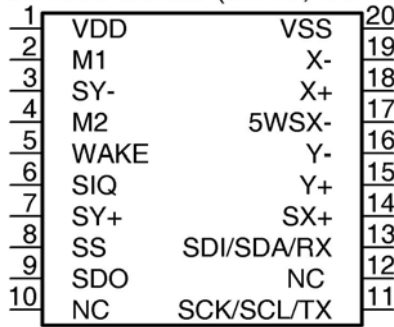 1 VDD VSS 20
2 M1 X- 19
3 SY- X+ 18
4 M2 5WSX- 17
5 WAKE Y- 16
6 SIQ Y+ 15
7 SY+ SX+ 14
8 SS SDI/SDA/RX 13
9 SDO NC 12
10 NC SCK/SCL/TX 11